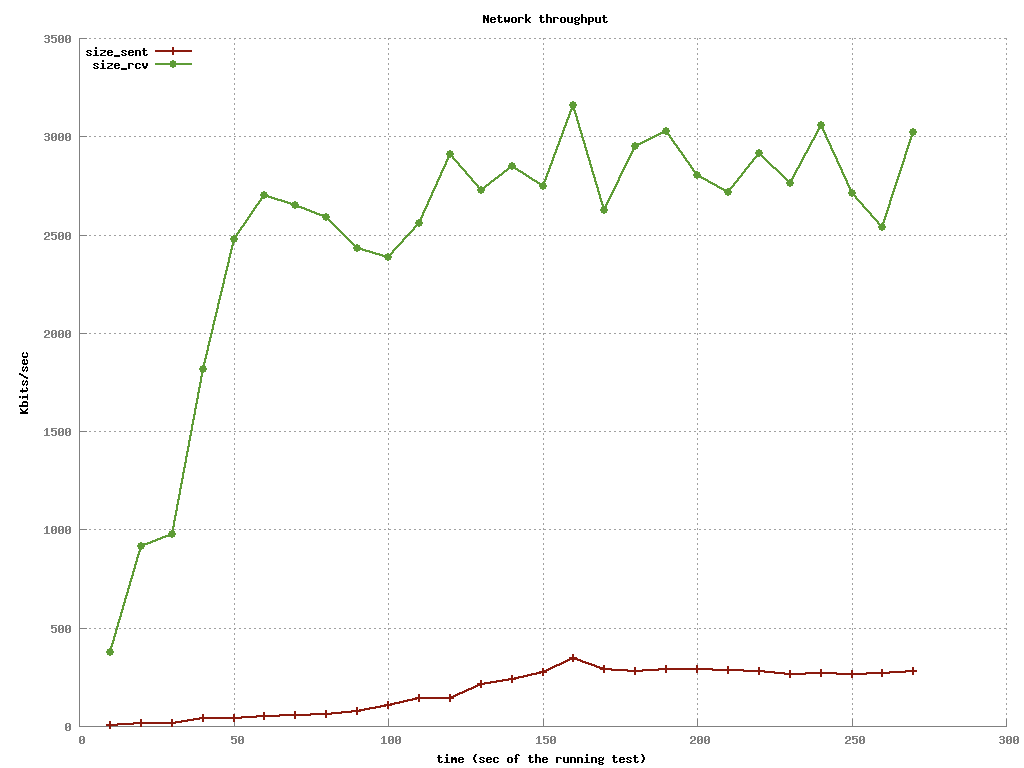 Network throughput
3500
size_sent
size_rcv
3000
2500
2000
Kbits/sec
1500
1000
500
0
0 50 100 150 200 250 300
time (sec of the running test)